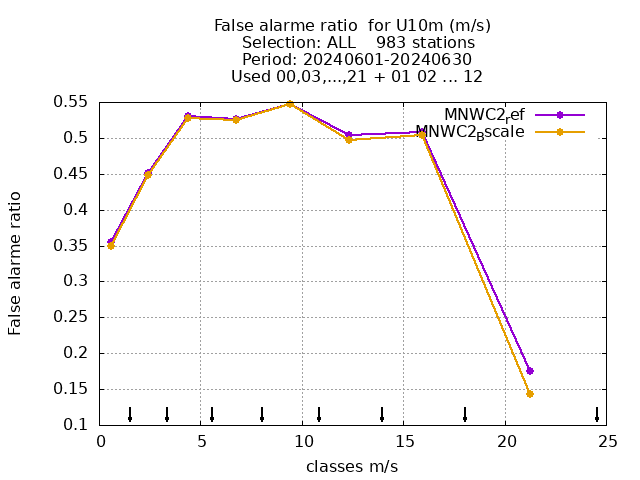 False alarme ratio  for U10m (m/s)
Selection: ALL    983 stations
Period: 20240601-20240630
Used 00,03,...,21 + 01 02 ... 12
MNWC2ref
MNWC2Bscale
0.55
0.5
0.45
0.4
0.35
0.3
0.25
0.2
0.15
0.1
False alarme ratio
0 5 10 15 20 25
classes m/s